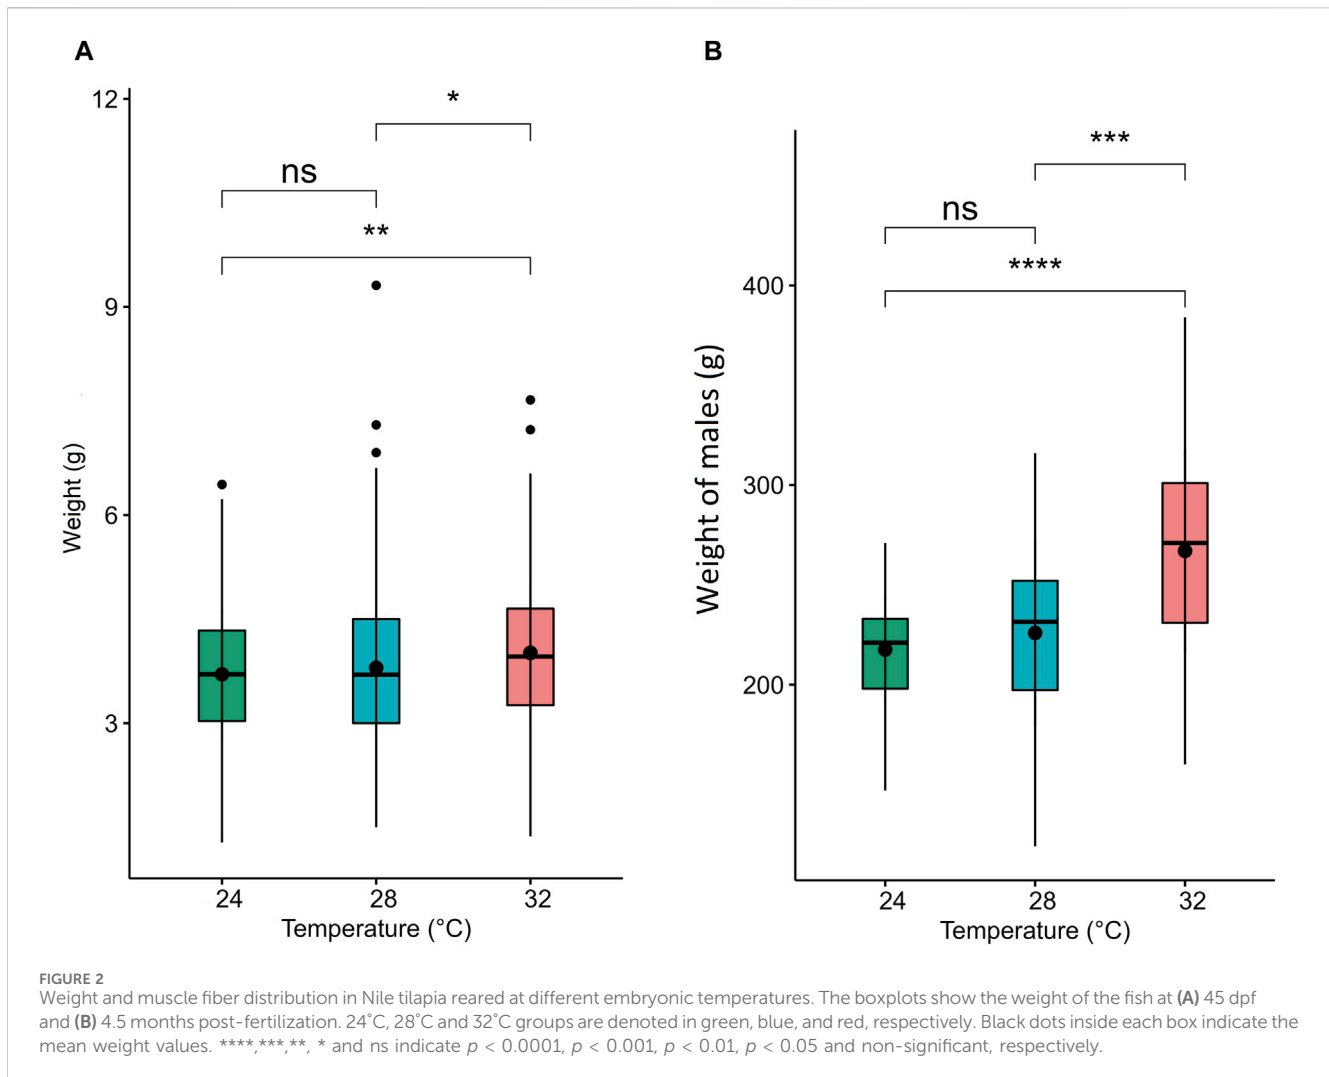 A
B
12
9
6
3
Weight (g)
*
ns
**
24
28
32
Temperature (°C)
400
300
200
Weight of males (g)
***
ns
****
24
28
32
Temperature (°C)
FIGURE 2
Weight and muscle fiber distribution in Nile tilapia reared at different embryonic temperatures. The boxplots show the weight of the fish at (A) 45 dpf
and (B) 4.5 months post-fertilization. 24°C, 28°C and 32°C groups are denoted in green, blue, and red, respectively. Black dots inside each box indicate the
mean weight values. ****,***,**, * and ns indicate p < 0.0001, p < 0.001, p < 0.01, p < 0.05 and non-significant, respectively.